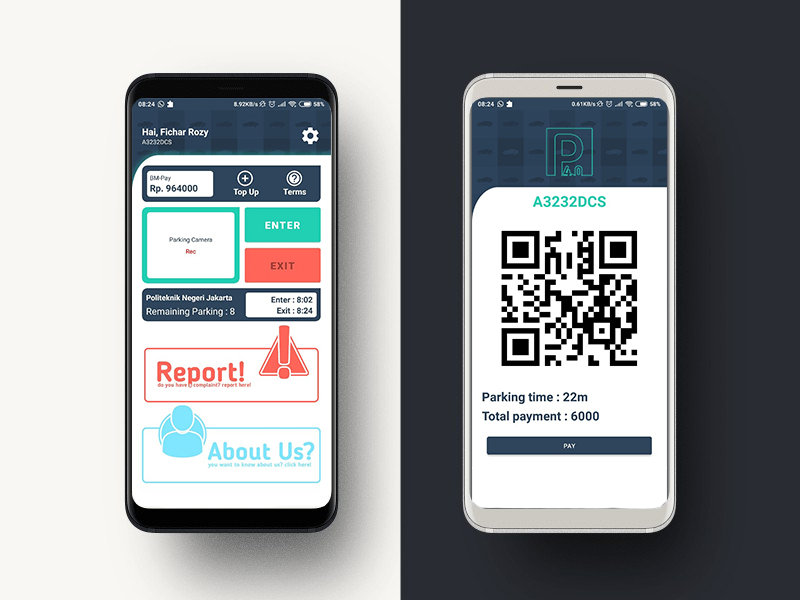 08:24
8.92KB/s
58%
Hai, Fichar Rozy
A3232DCS
BM-Pay
Rp. 964000
Top Up
Terms
Parking Camera
Rec
ENTER
EXIT
Politeknik Negeri Jakarta
Remaining Parking : 8
Enter : 8:02
Exit : 8:24
Report!
do you have complaint? report here!
About Us?
you want to know about us? click here!
08:24
0.61KB/s
58%
P
4.0
A3232DCS
Parking time : 22m
Total payment : 6000
PAY